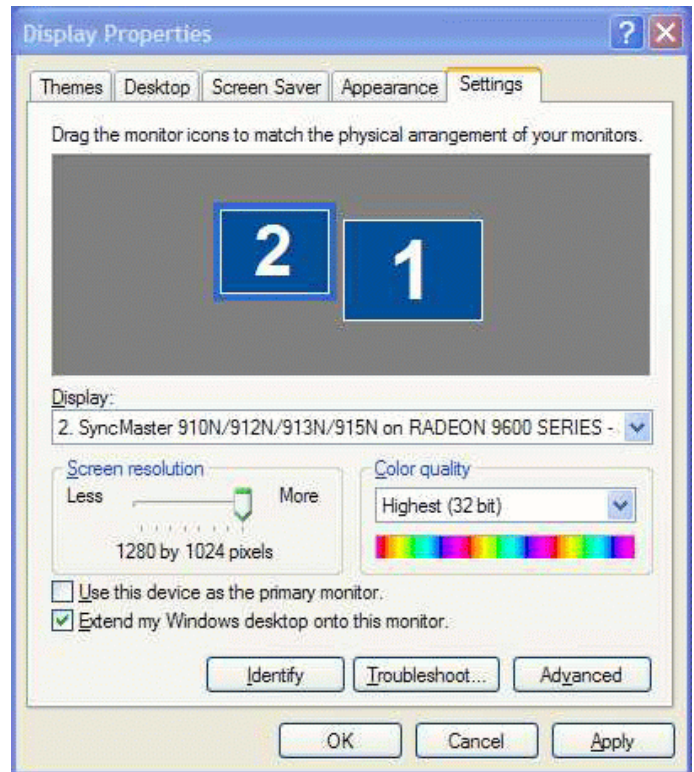 Display Properties
Themes Desktop Screen Saver Appearance Settings
Drag the monitor icons to match the physical arrangement of your monitors.
2 1
Display:
2. SyncMaster 910N/912N/913N/915N on RADEON 9600 SERIES -
Screen resolution
Less More
1280 by 1024 pixels
Color quality
Highest (32 bit)
Use this device as the primary monitor.
Extend my Windows desktop onto this monitor.
Identify Troubleshoot... Advanced
OK Cancel Apply